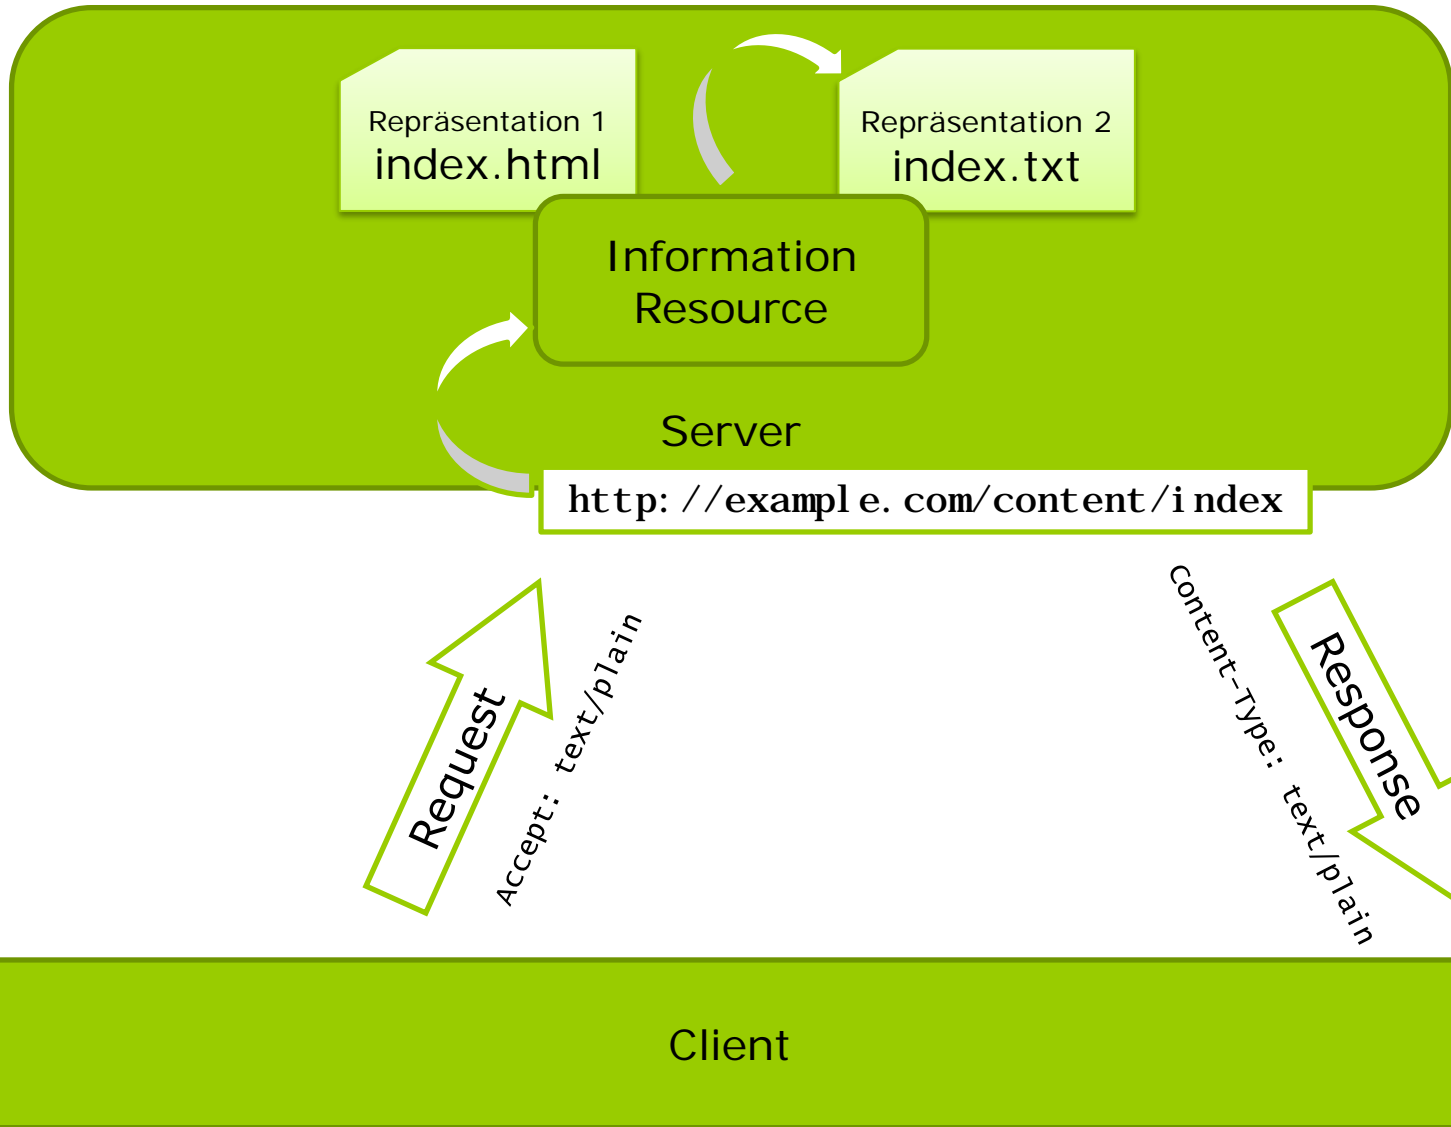 Repräsentation 1
index.html
Repräsentation 2
index.txt
Information
Resource
Server
http://example.com/content/index
Request
Accept: text/plain
Content-Type: text/plain
Response
Client